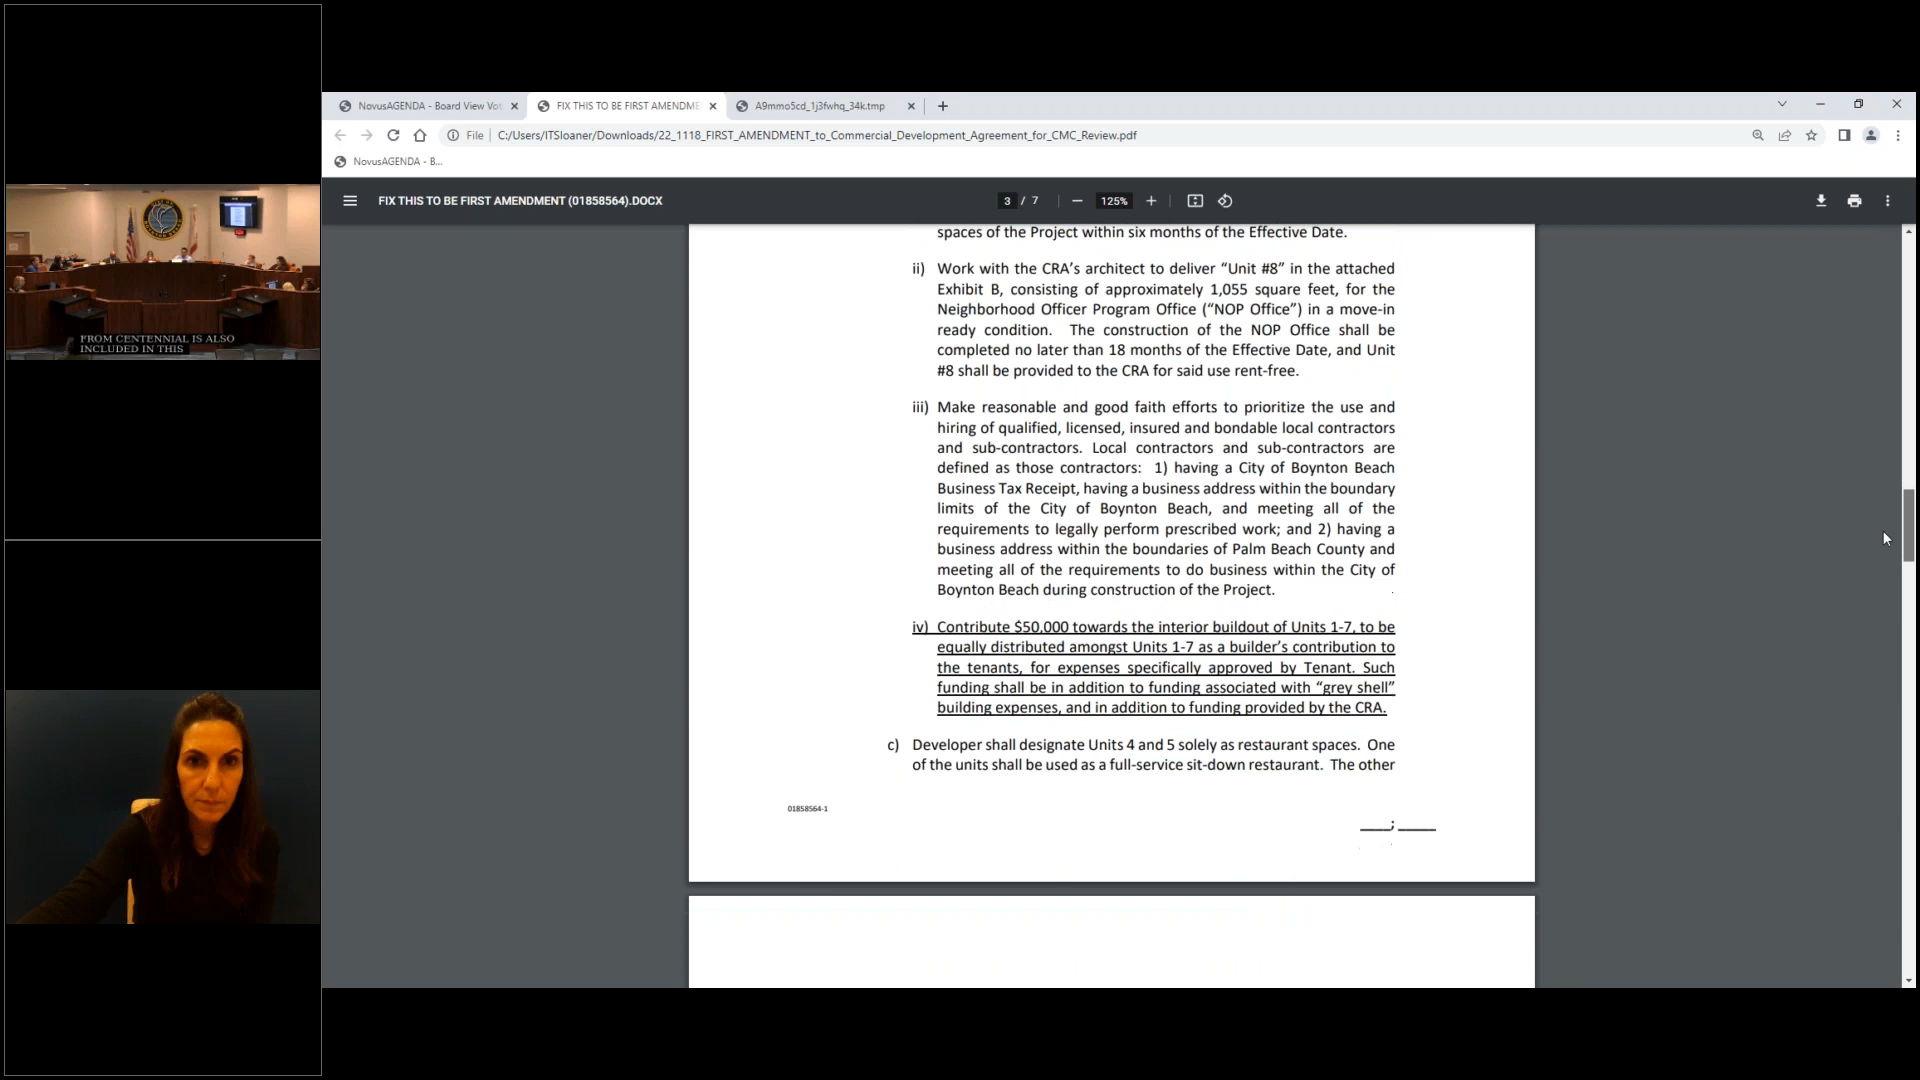 NovusAGENDA - Board View Vot
FIX THIS TO BE FIRST AMENDME
A9mmo5cd_1j3fwhq_34k.tmp
File
C:/Users/ITSloaner/Downloads/22_1118_FIRST_AMENDMENT_to_Commercial_Development_Agreement_for_CMC_Review.pdf
NovusAGENDA - B...
FIX THIS TO BE FIRST AMENDMENT (01858564).DOCX
3 / 7
125%
spaces of the Project within six months of the Effective Date.
ii) Work with the CRA’s architect to deliver “Unit #8” in the attached
Exhibit B, consisting of approximately 1,055 square feet, for the
Neighborhood Officer Program Office (“NOP Office”) in a move-in
ready condition. The construction of the NOP Office shall be
completed no later than 18 months of the Effective Date, and Unit
#8 shall be provided to the CRA for said use rent-free.
iii) Make reasonable and good faith efforts to prioritize the use and
hiring of qualified, licensed, insured and bondable local contractors
and sub-contractors. Local contractors and sub-contractors are
defined as those contractors: 1) having a City of Boynton Beach
Business Tax Receipt, having a business address within the boundary
limits of the City of Boynton Beach, and meeting all of the
requirements to legally perform prescribed work; and 2) having a
business address within the boundaries of Palm Beach County and
meeting all of the requirements to do business within the City of
Boynton Beach during construction of the Project.
iv) Contribute $50,000 towards the interior buildout of Units 1-7, to be
equally distributed amongst Units 1-7 as a builder’s contribution to
the tenants, for expenses specifically approved by Tenant. Such
funding shall be in addition to funding associated with “grey shell”
building expenses, and in addition to funding provided by the CRA.
c) Developer shall designate Units 4 and 5 solely as restaurant spaces. One
of the units shall be used as a full-service sit-down restaurant. The other
01858564-1
____; _____
FROM CENTENNIAL IS ALSO
INCLUDED IN THIS